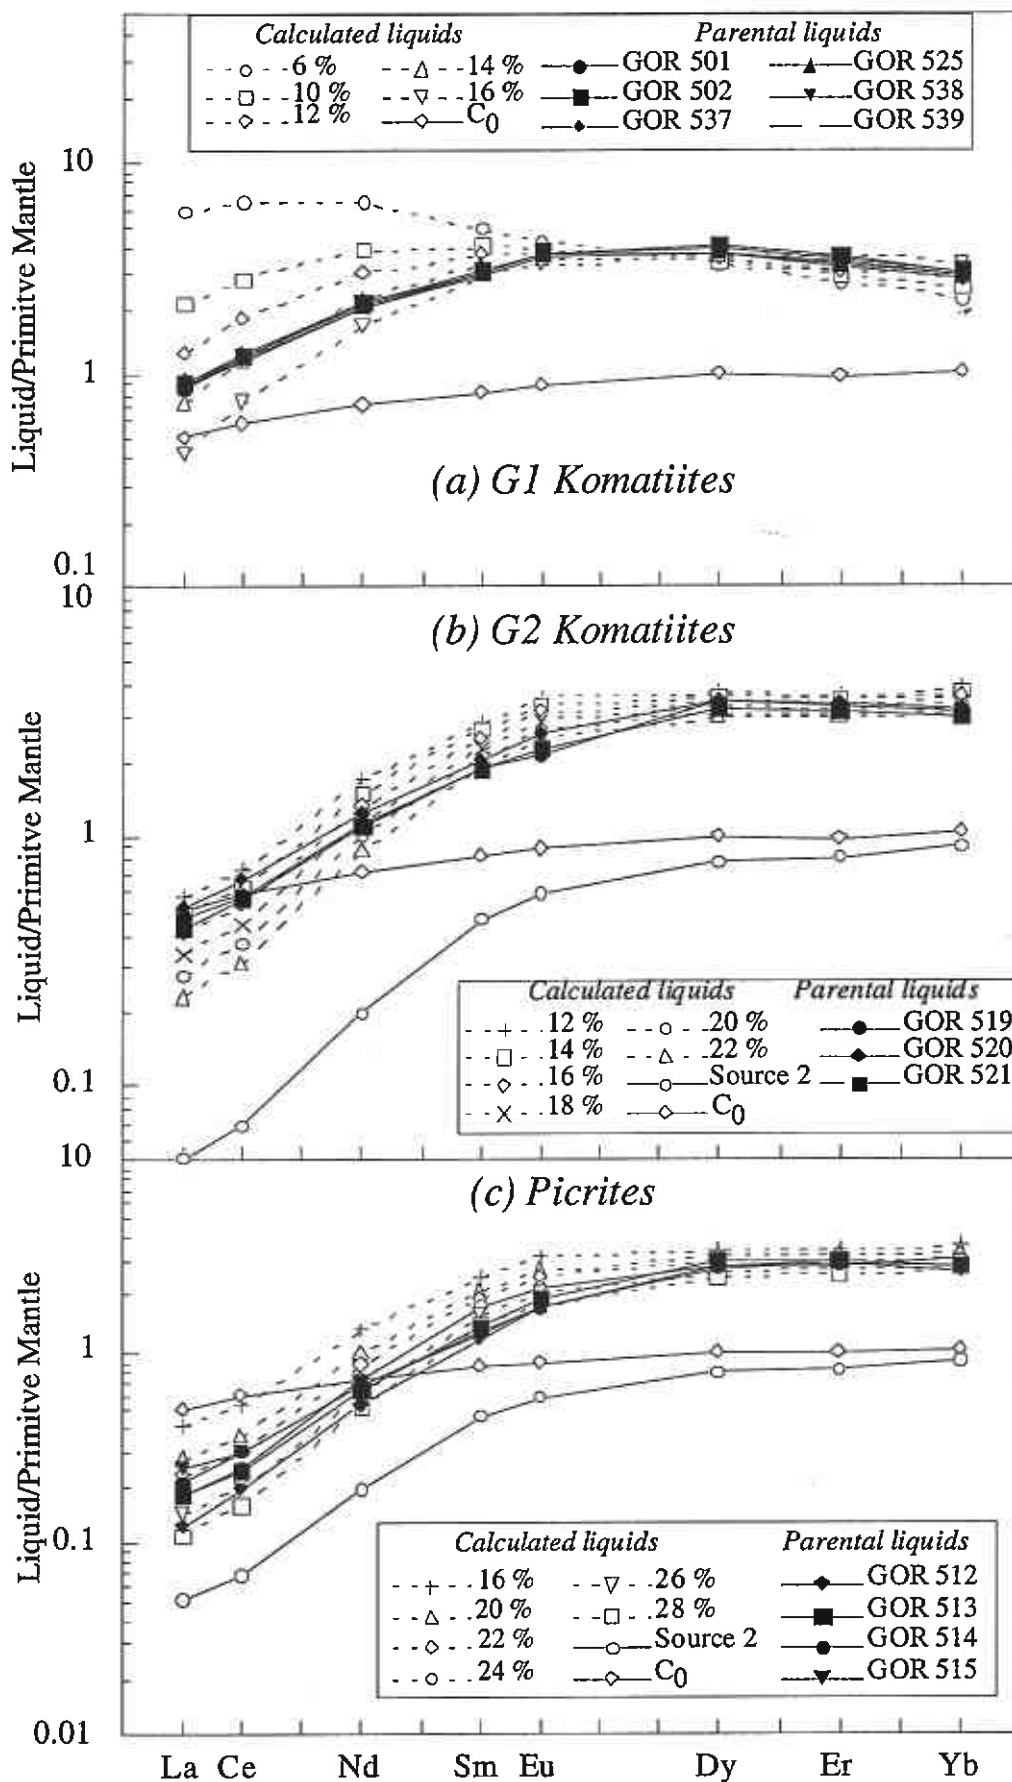 Calculated liquids Parental liquids
6 % 14 % GOR 501 GOR 525
10 % 16 % GOR 502 GOR 538
12 % C0 GOR 537 GOR 539
10
1
0.1
Liquid/Primitve Mantle
(a) G1 Komatiites
10
1
0.1
Liquid/Primitve Mantle
(b) G2 Komatiites
Calculated liquids Parental liquids
12 % 20 % GOR 519
14 % 22 % GOR 520
16 % Source 2 GOR 521
18 % C0
10
1
0.1
0.01
Liquid/Primitve Mantle
(c) Picrites
Calculated liquids Parental liquids
16 % 26 % GOR 512
20 % 28 % GOR 513
22 % Source 2 GOR 514
24 % C0 GOR 515
La Ce Nd Sm Eu Dy Er Yb